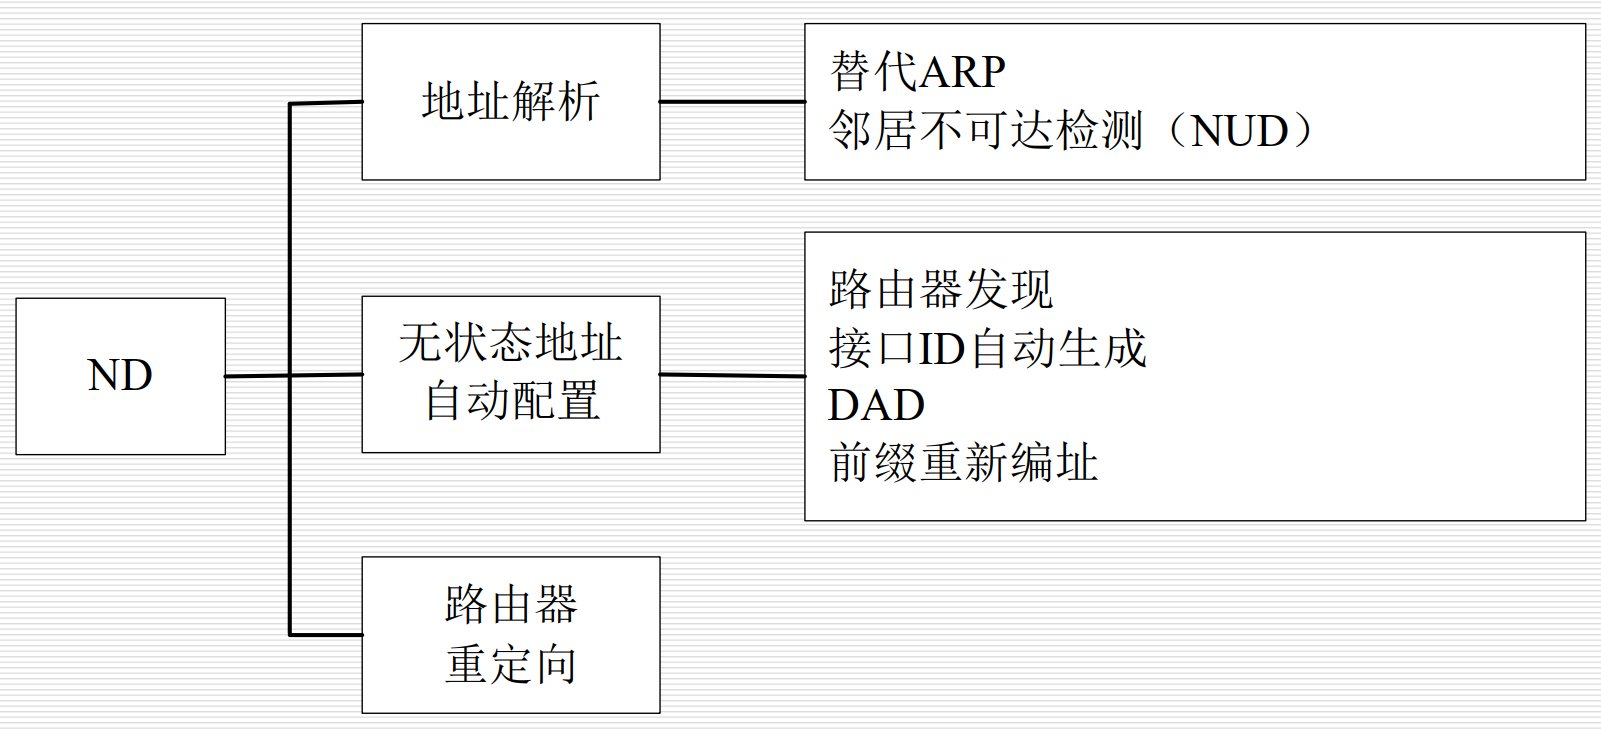 ND
地址解析
替代ARP
邻居不可达检测（NUD）
无状态地址
自动配置
路由器发现
接口ID自动生成
DAD
前缀重新编址
路由器
重定向